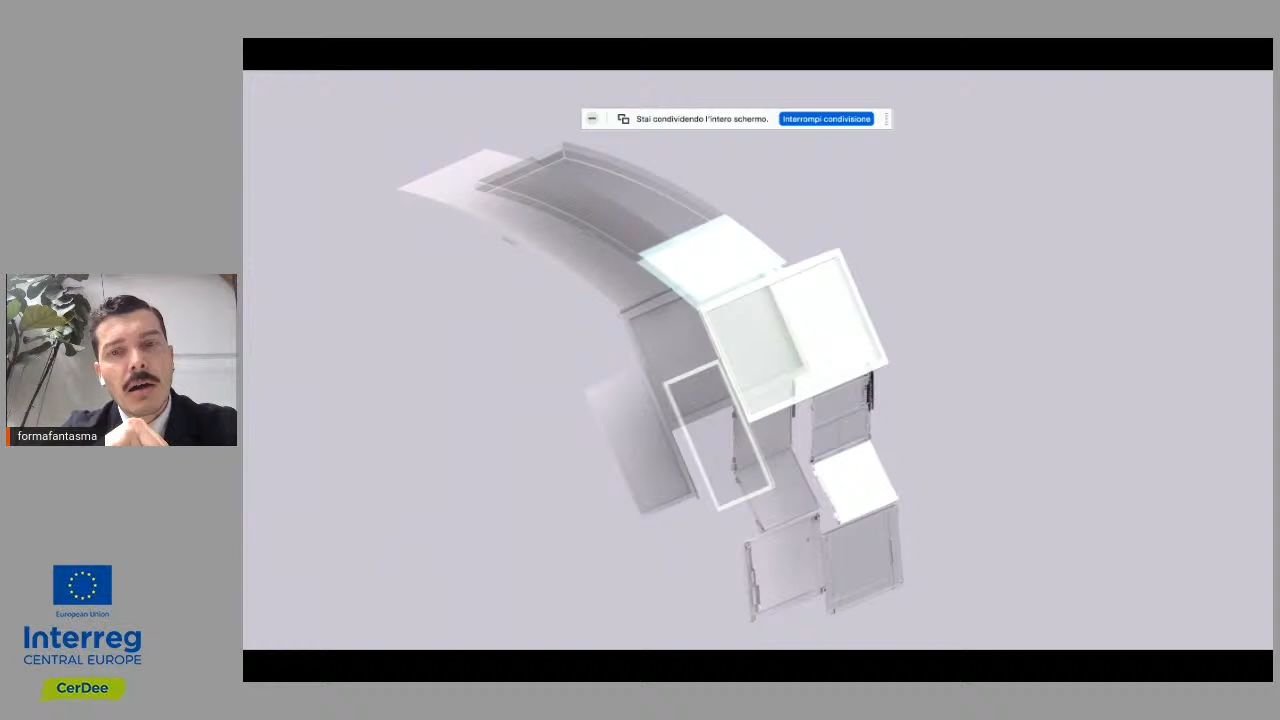 Stai condividendo l'intero schermo.
Interrompi condivisione
formafantasma
European Union
Interreg
CENTRAL EUROPE
CerDee